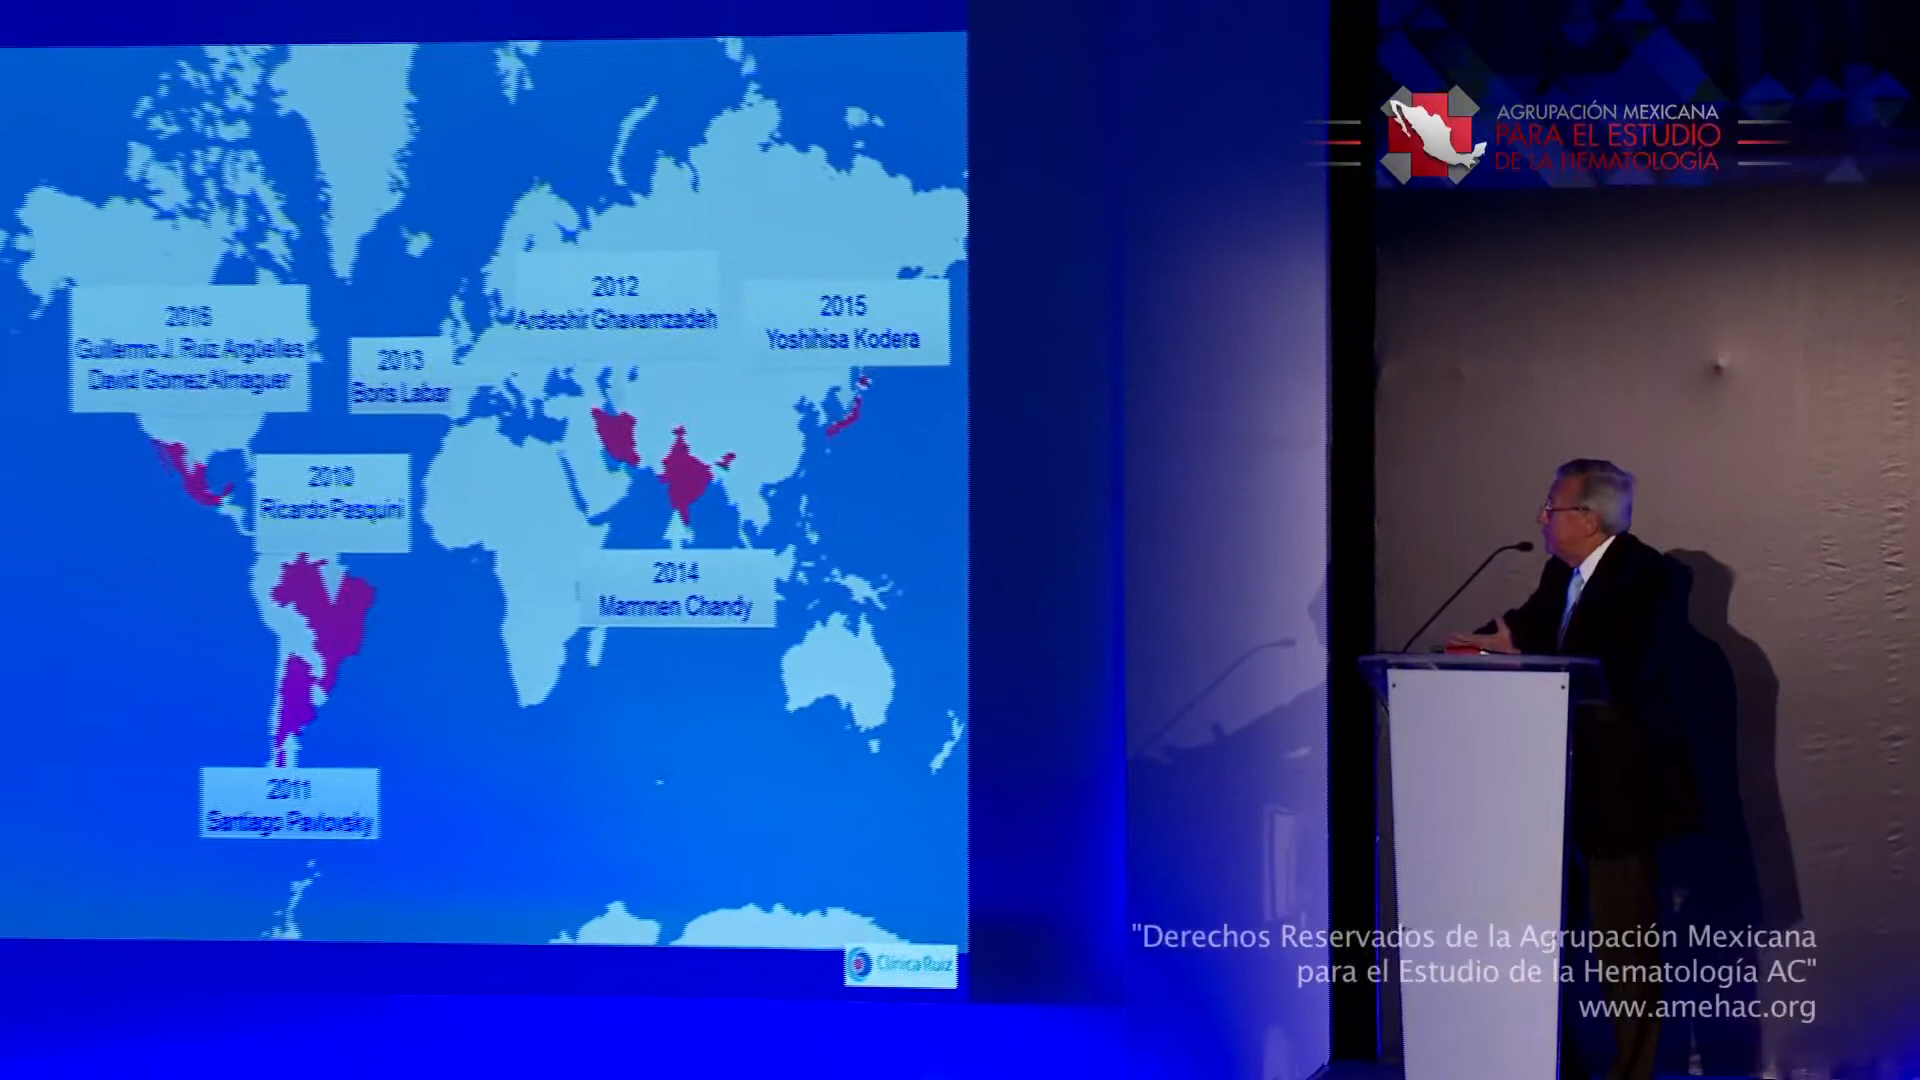 2016
Guillermo J. Ruiz Argüelles
David Gomez Almaguer
2013
Boris Labar
2012
Ardeshir Ghavamzadeh
2015
Yoshihisa Kodera
2010
Ricardo Pasquini
2014
Mammen Chandy
2011
Santiago Pavlovsky
Clínica Ruiz
AGRUPACIÓN MEXICANA
PARA EL ESTUDIO
DE LA HEMATOLOGÍA
"Derechos Reservados de la Agrupación Mexicana
para el Estudio de la Hematología AC"
www.amehac.org